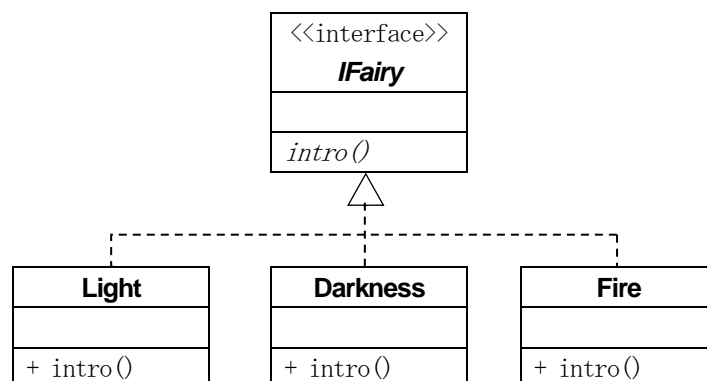 <<interface>>
IFairy
intro()
Light
Darkness
Fire
+ intro()
+ intro()
+ intro()